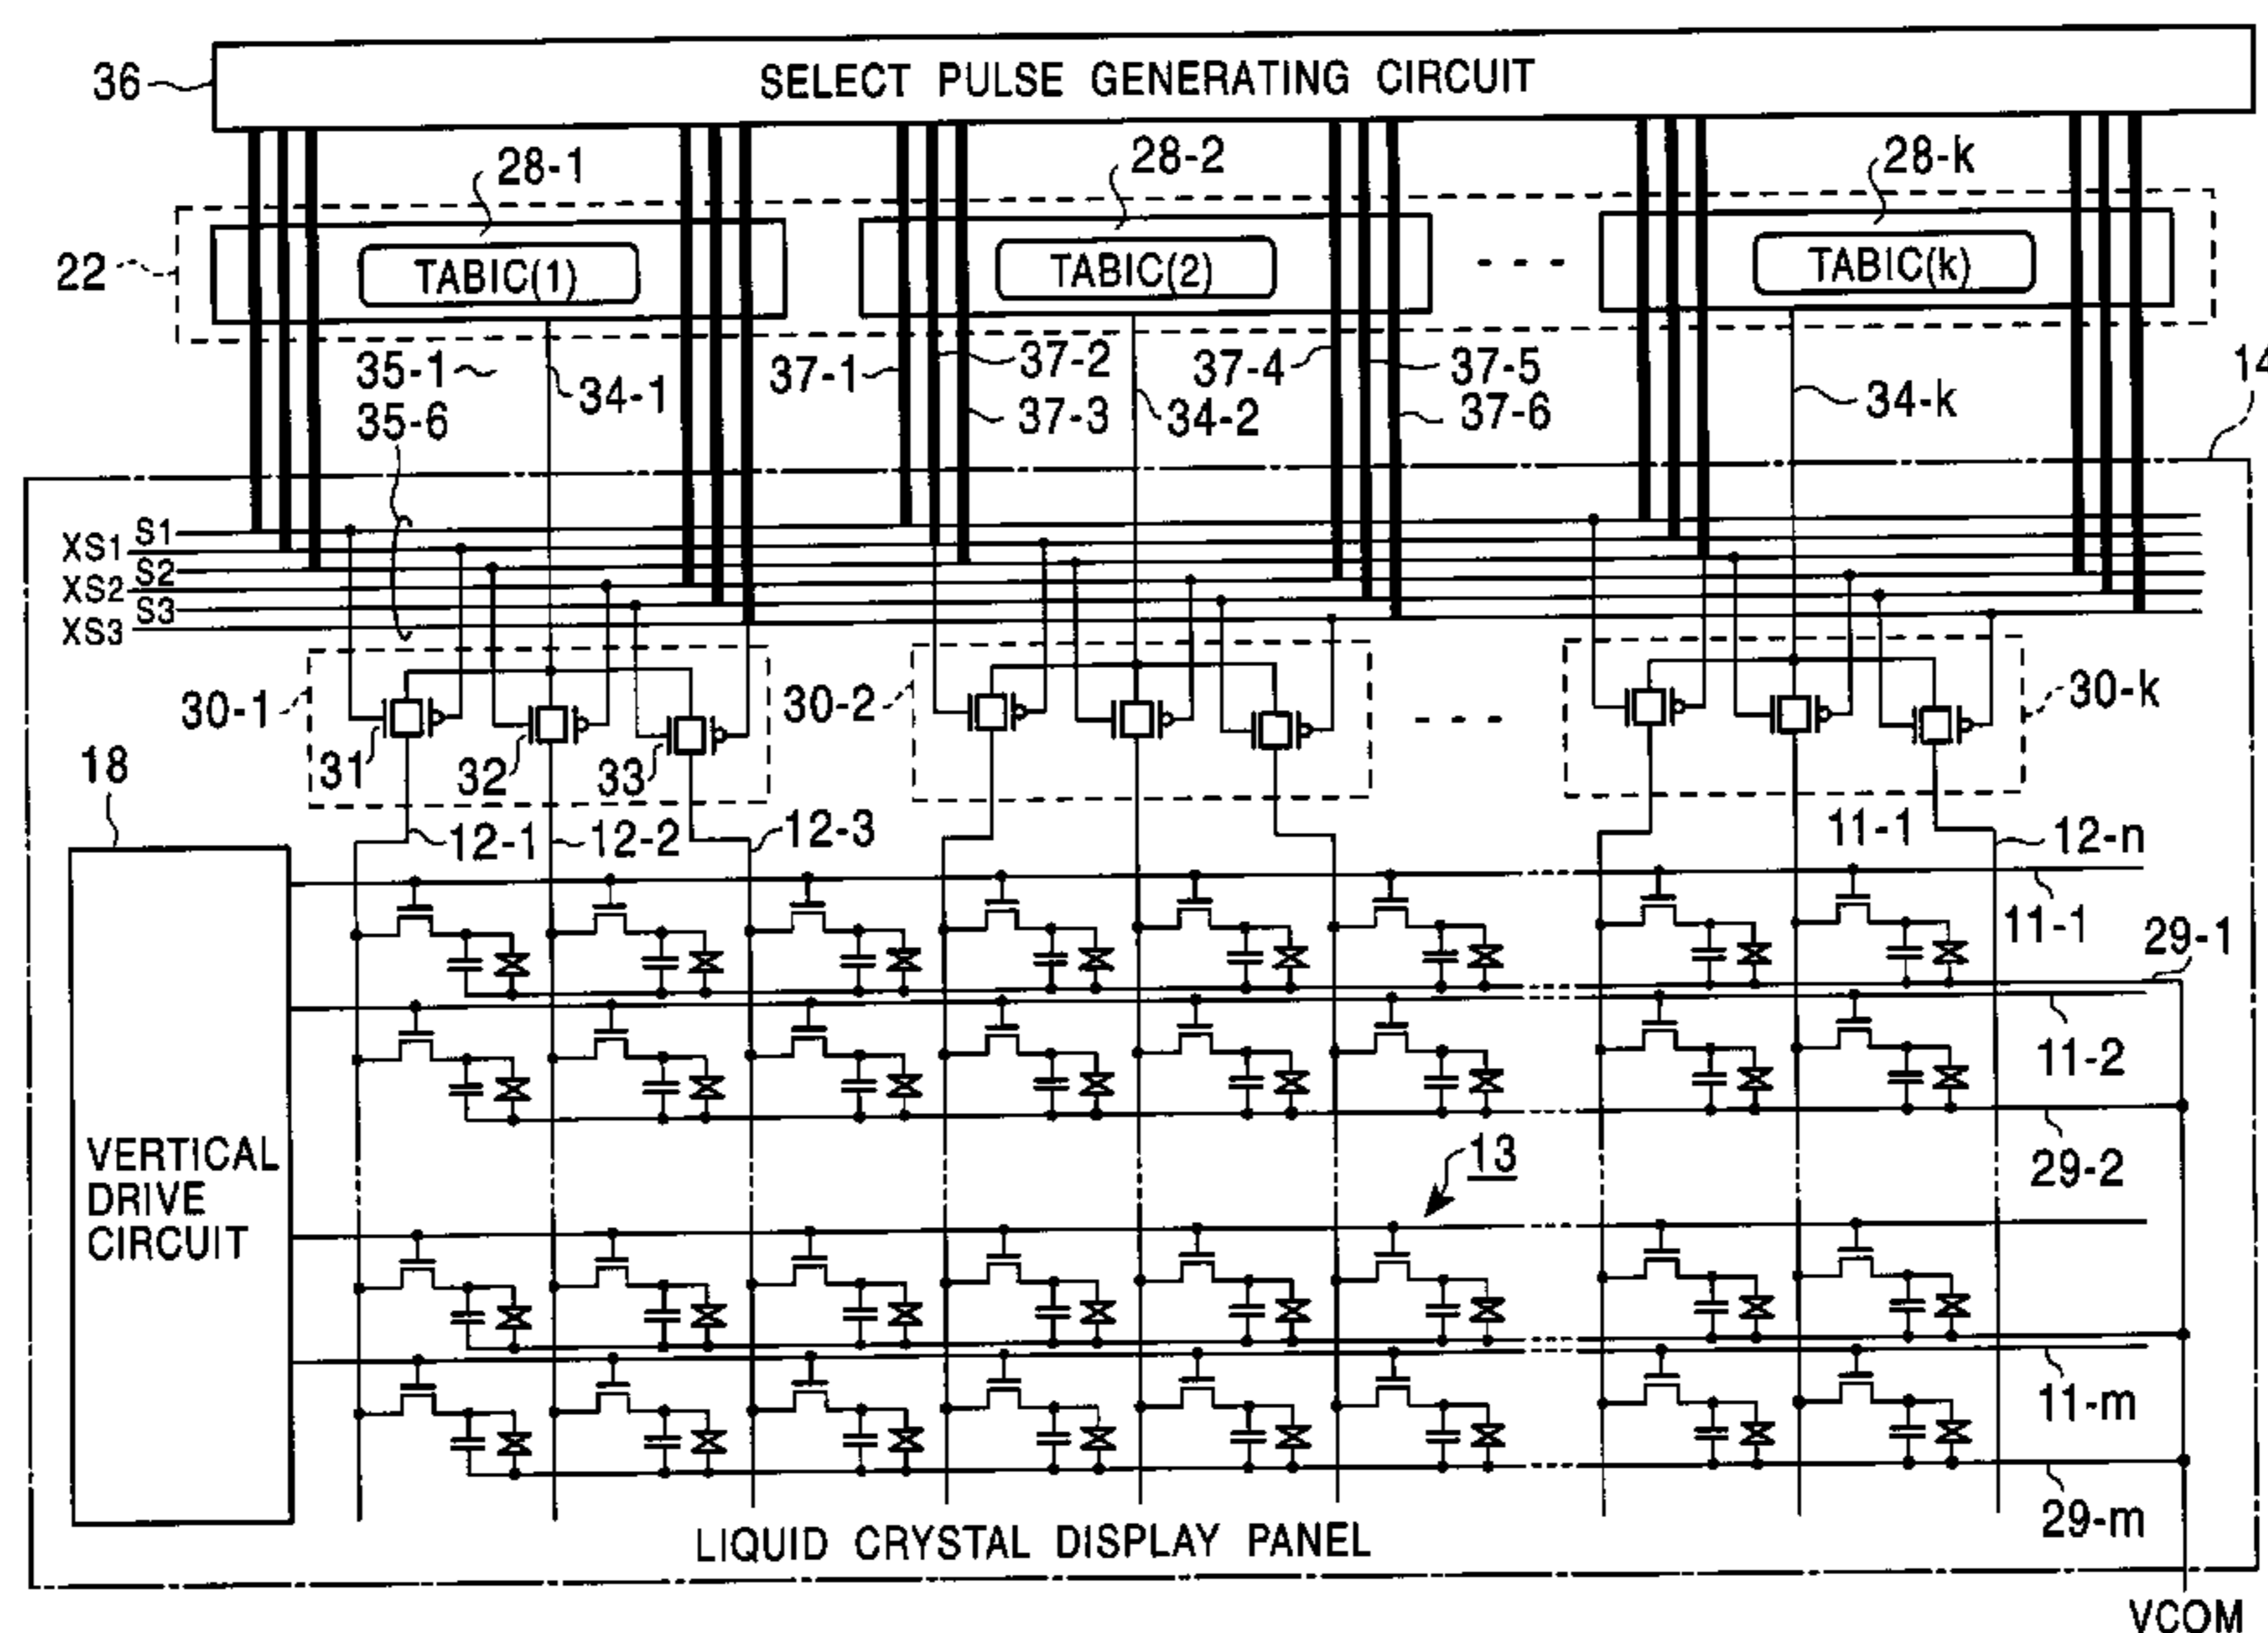 36
SELECT PULSE GENERATING CIRCUIT
28-1
28-2
28-k
22
TABIC(1)
TABIC(2)
- - -
TABIC(k)
35-1
35-6
34-1
37-1
37-2
37-3
34-2
37-4
37-5
37-6
34-k
14
S1
XS1
S2
XS2
S3
XS3
30-1
30-2
- - -
30-k
31
32
33
18
12-1
12-2
12-3
11-1
12-n
11-1
29-1
11-2
29-2
13
VERTICAL
DRIVE
CIRCUIT
11-m
29-m
LIQUID CRYSTAL DISPLAY PANEL
VCOM